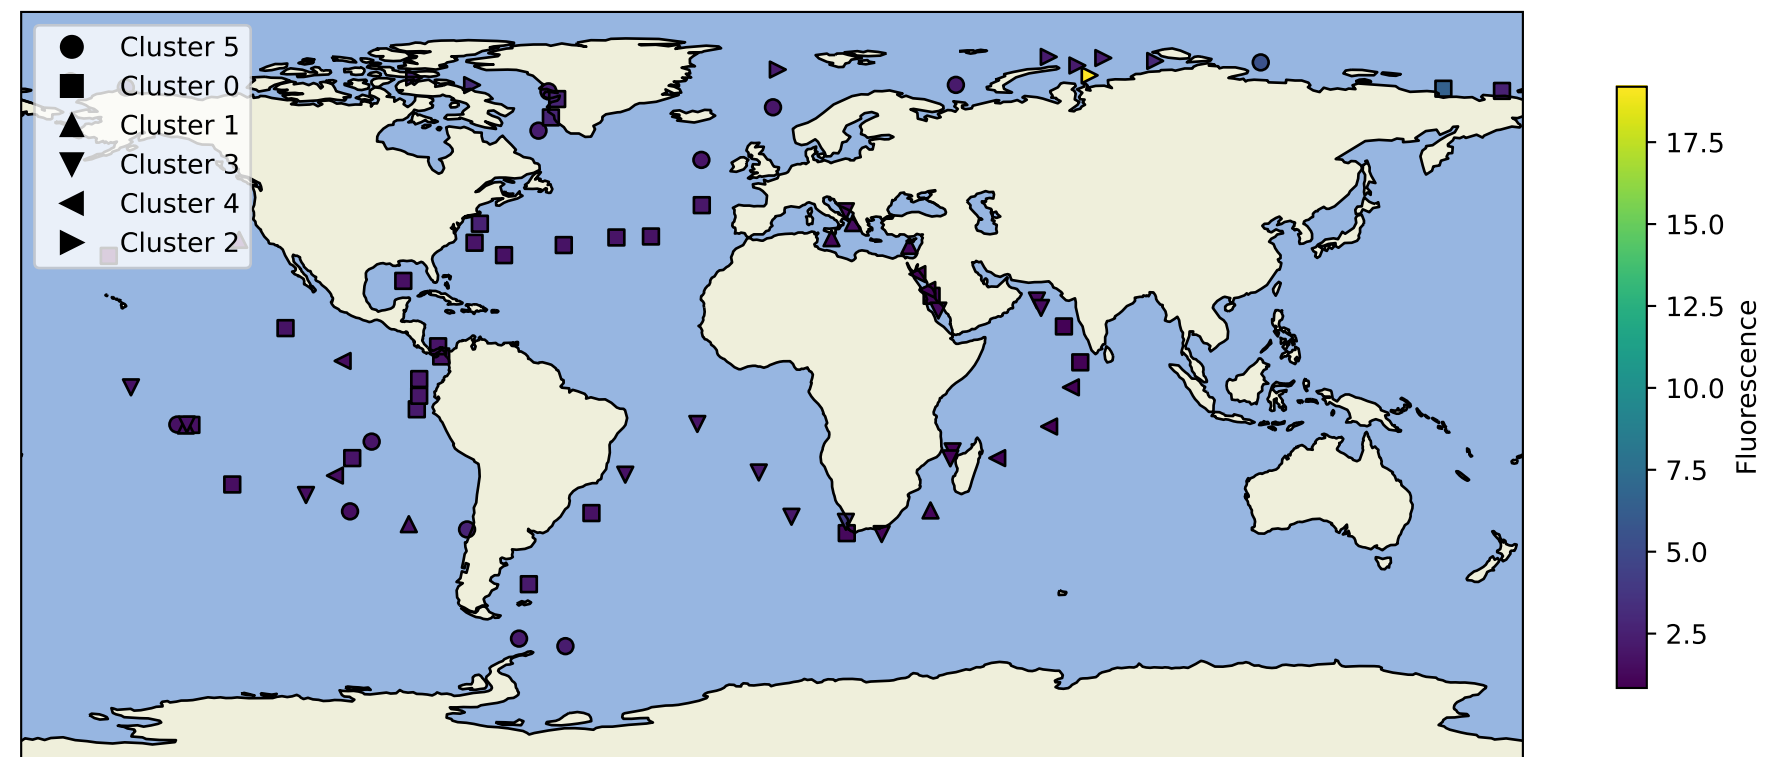 Cluster 5
Cluster 0
Cluster 1
Cluster 3
Cluster 4
Cluster 2
17.5
15.0
12.5
10.0
7.5
5.0
2.5
Fluorescence